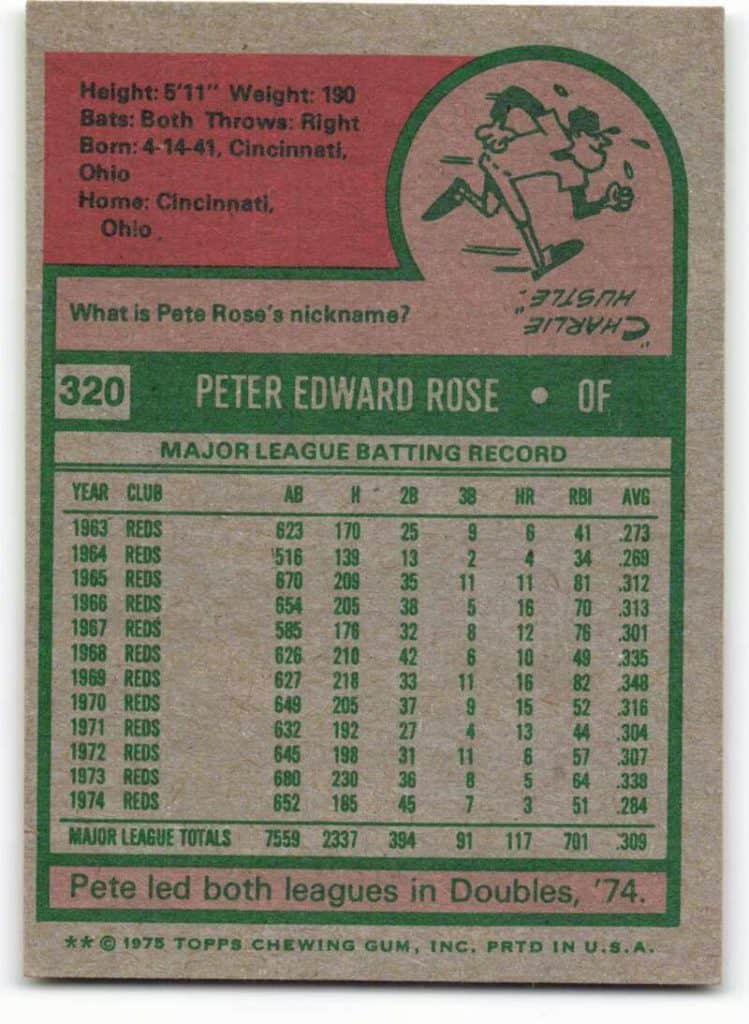 Height: 5'11" Weight: 190
Bats: Both Throws: Right
Born: 4-14-41, Cincinnati,
Ohio
Home: Cincinnati,
Ohio
What is Pete Rose's nickname?
"CHARLIE
HUSTLE."
320 PETER EDWARD ROSE • OF
MAJOR LEAGUE BATTING RECORD
YEAR CLUB AB H 2B 3B HR RBI AVG
1963 REDS 623 170 25 9 6 41 .273
1964 REDS 516 139 13 2 4 34 .269
1965 REDS 670 209 35 11 11 81 .312
1966 REDS 654 205 38 5 16 70 .313
1967 REDS 585 176 32 8 12 76 .301
1968 REDS 626 210 42 6 10 49 .335
1969 REDS 627 218 33 11 16 82 .348
1970 REDS 649 205 37 9 15 52 .316
1971 REDS 632 192 27 4 13 44 .304
1972 REDS 645 198 31 11 6 57 .307
1973 REDS 680 230 36 8 5 64 .338
1974 REDS 652 185 45 7 3 51 .284
MAJOR LEAGUE TOTALS 7559 2337 394 91 117 701 .309
Pete led both leagues in Doubles, '74.
** © 1975 TOPPS CHEWING GUM, INC. PRTD IN U.S.A.